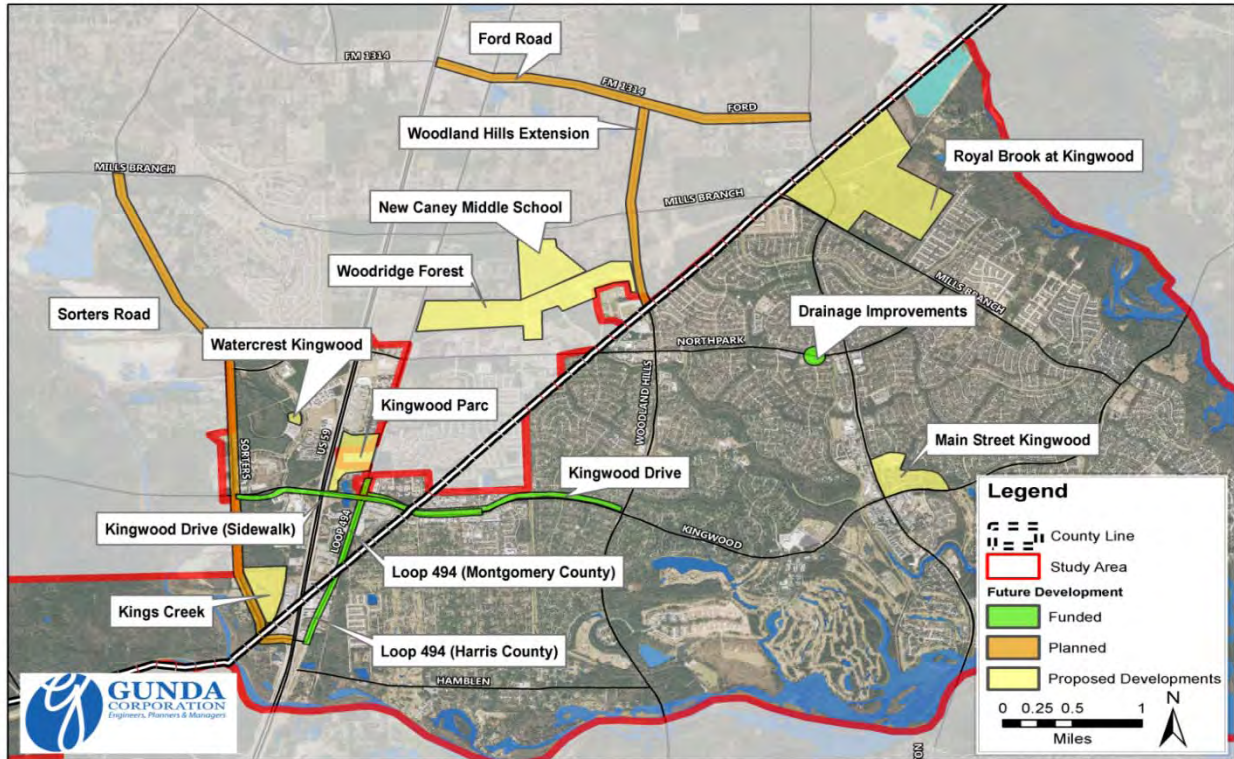 Ford Road
FM 1314
FM 1314
FORD
Woodland Hills Extension
Royal Brook at Kingwood
MILLS BRANCH
MILLS BRANCH
New Caney Middle School
Woodridge Forest
MILLS BRANCH
Sorters Road
Drainage Improvements
Watercrest Kingwood
NORTHPARK
Kingwood Parc
WOODLAND HILLS
US 59
SORTERS
Main Street Kingwood
Kingwood Drive
Kingwood Drive (Sidewalk)
LOOP 494
KINGWOOD
Loop 494 (Montgomery County)
Kings Creek
Loop 494 (Harris County)
HAMBLEN
Legend
County Line
Study Area
Future Development
Funded
Planned
Proposed Developments
N
0 0.25 0.5 1
Miles
GUNDA
CORPORATION
Engineers, Planners & Managers